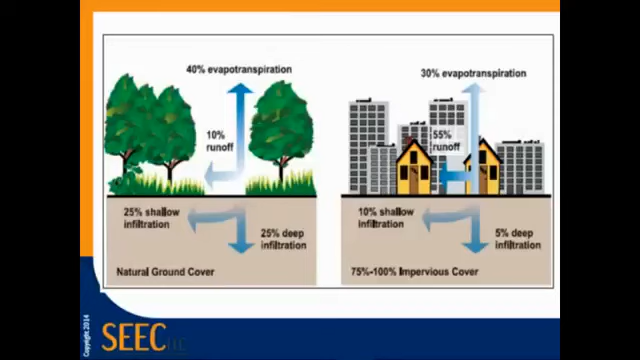 40% evapotranspiration
10%
runoff
25% shallow
infiltration
25% deep
infiltration
Natural Ground Cover
30% evapotranspiration
55%
runoff
10% shallow
infiltration
5% deep
infiltration
75%-100% Impervious Cover
Copyright 2014
SEEC LLC